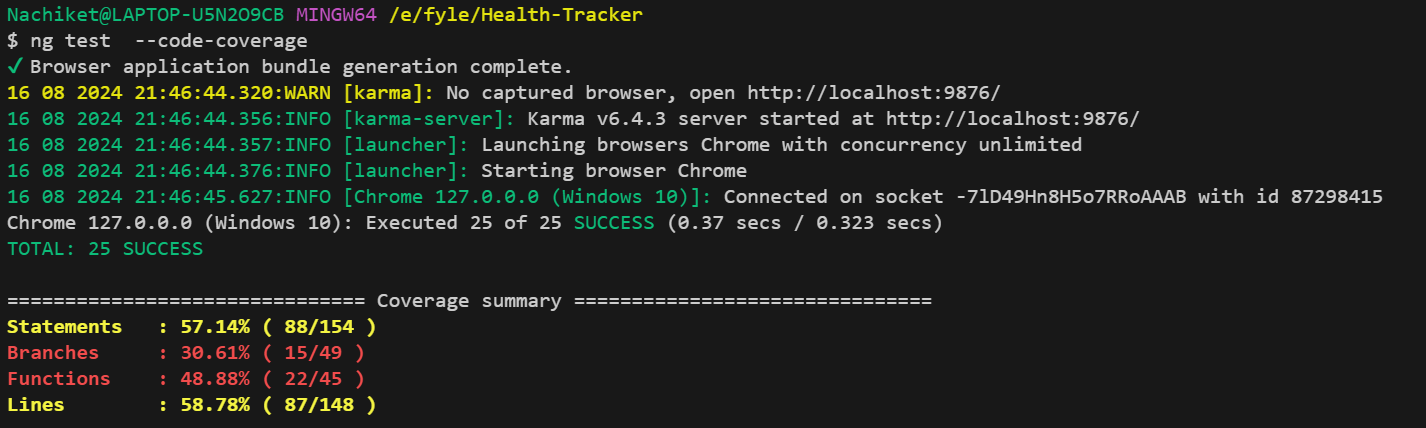 Nachiket@LAPTOP-U5N2O9CB MINGW64 /e/fyle/Health-Tracker
$ ng test  --code-coverage
✓ Browser application bundle generation complete.
16 08 2024 21:46:44.320:WARN [karma]: No captured browser, open http://localhost:9876/
16 08 2024 21:46:44.356:INFO [karma-server]: Karma v6.4.3 server started at http://localhost:9876/
16 08 2024 21:46:44.357:INFO [launcher]: Launching browsers Chrome with concurrency unlimited
16 08 2024 21:46:44.376:INFO [launcher]: Starting browser Chrome
16 08 2024 21:46:45.627:INFO [Chrome 127.0.0.0 (Windows 10)]: Connected on socket -7lD49Hn8H5o7RRoAAAB with id 87298415
Chrome 127.0.0.0 (Windows 10): Executed 25 of 25 SUCCESS (0.37 secs / 0.323 secs)
TOTAL: 25 SUCCESS
=============================== Coverage summary ===============================
Statements   : 57.14% ( 88/154 )
Branches     : 30.61% ( 15/49 )
Functions    : 48.88% ( 22/45 )
Lines        : 58.78% ( 87/148 )